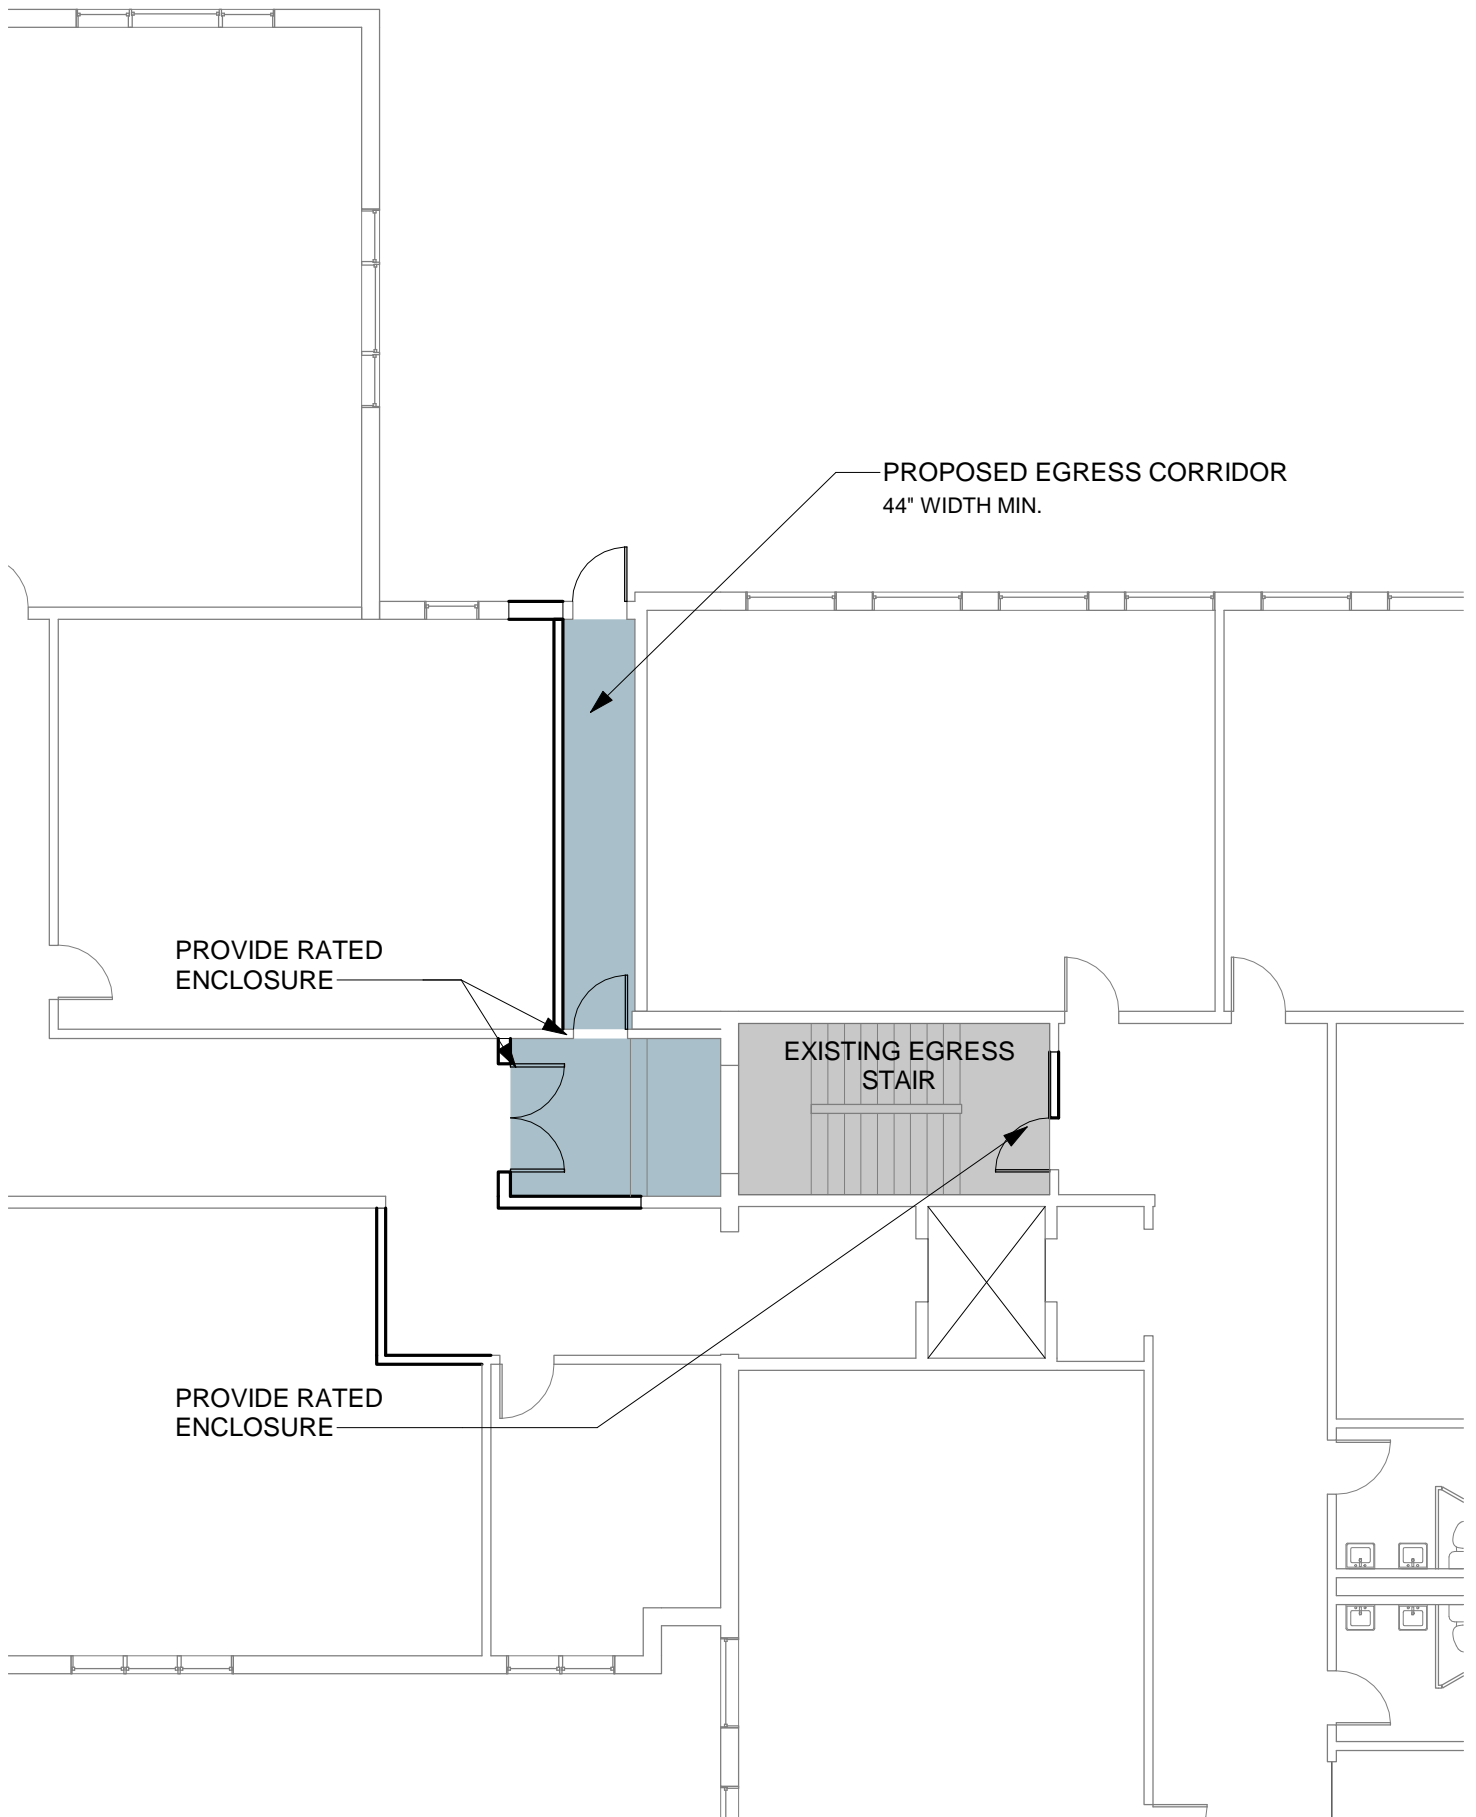 PROPOSED EGRESS CORRIDOR
44" WIDTH MIN.
PROVIDE RATED
ENCLOSURE
EXISTING EGRESS
STAIR
PROVIDE RATED
ENCLOSURE